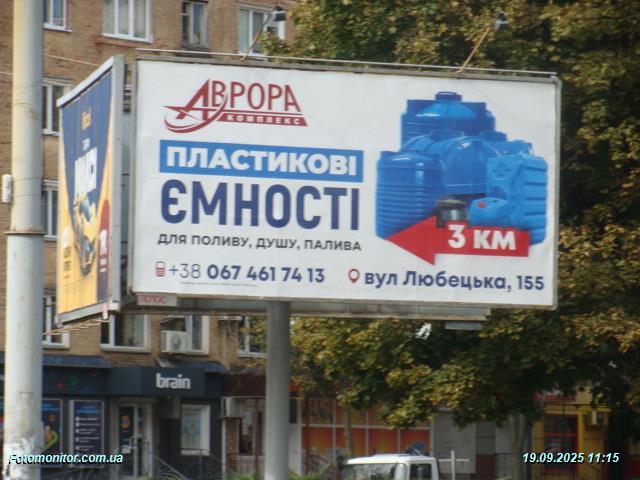 АВРОРА
КОМПЛЕКС
ПЛАСТИКОВІ
ЄМНОСТІ
ДЛЯ ПОЛИВУ, ДУШУ, ПАЛИВА
3 КМ
+38 067 461 74 13
вул Любецька, 155
brain
Fotomonitor.com.ua
19.09.2025 11:15